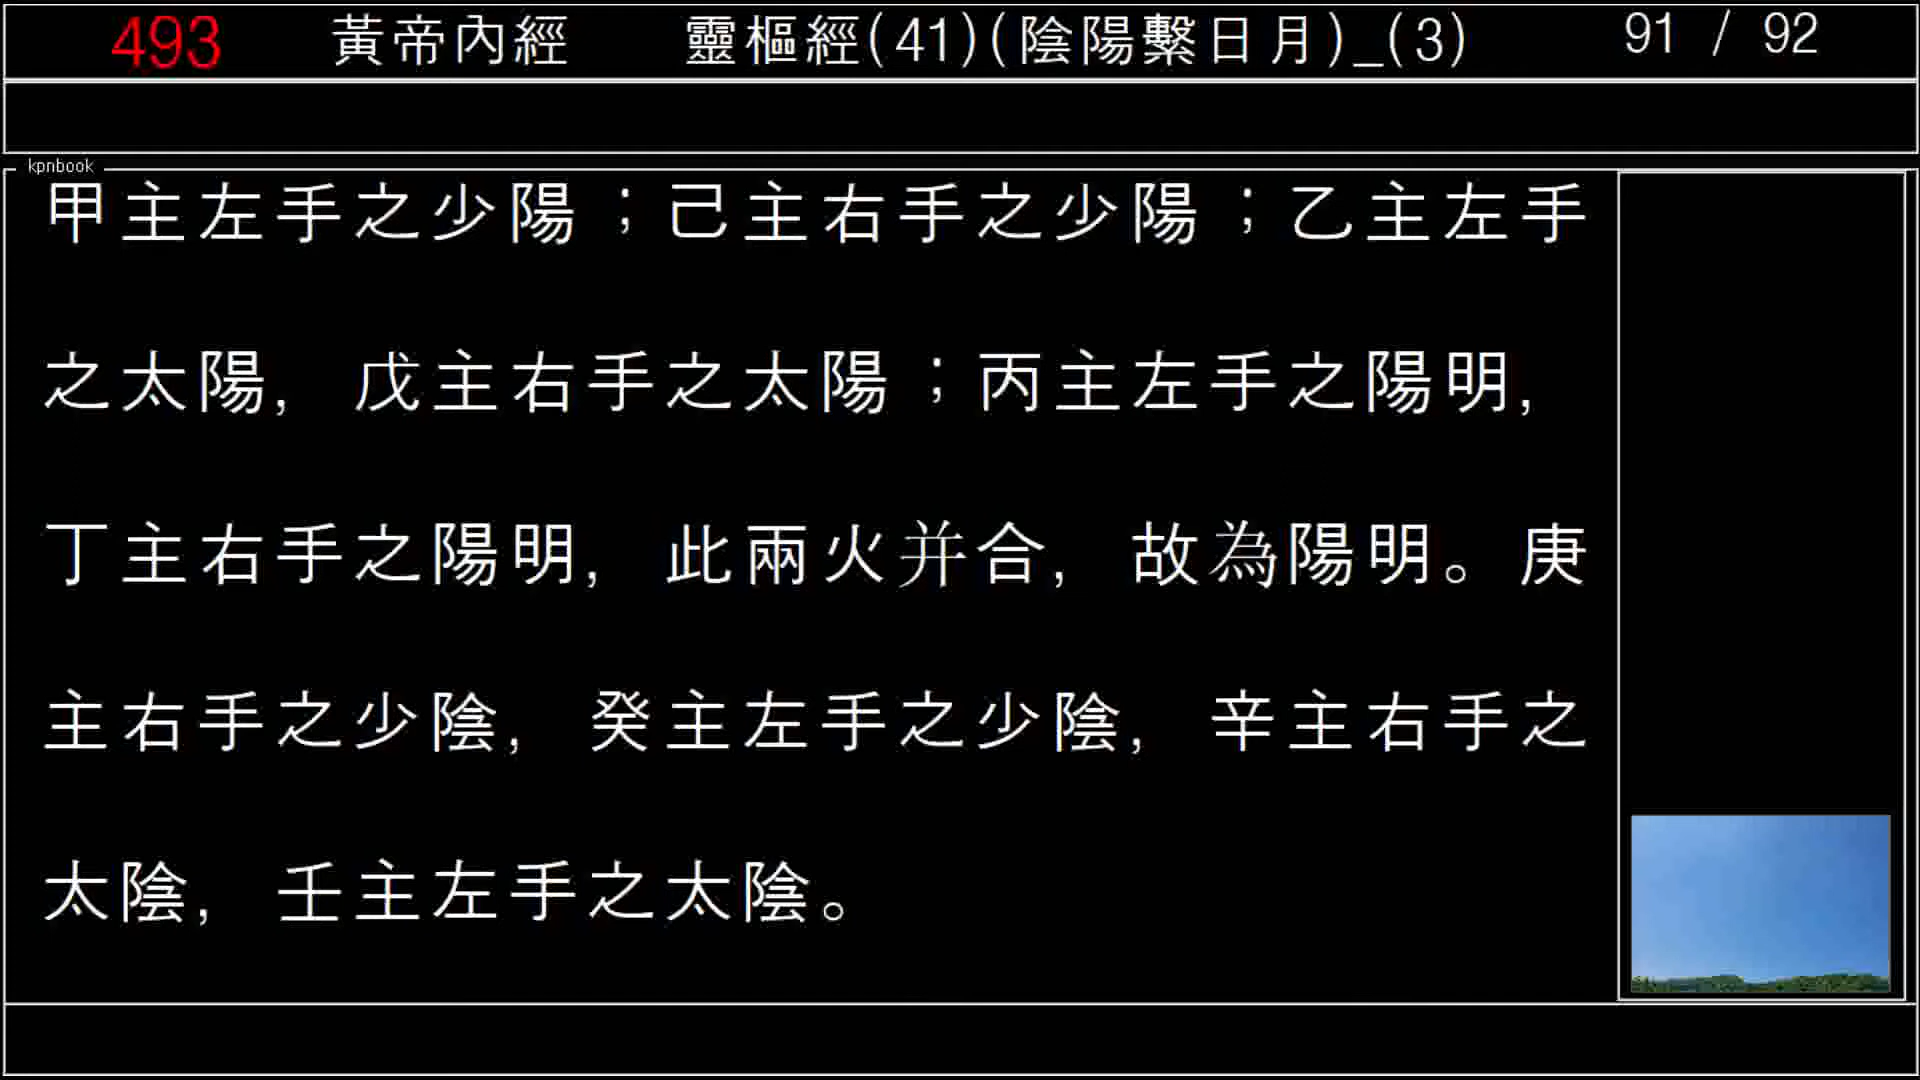 493 黃帝內經 靈樞經(41)(陰陽繫日月)_(3) 91 / 92
kpnbook
甲主左手之少陽；己主右手之少陽；乙主左手
之太陽, 戊主右手之太陽；丙主左手之陽明,
丁主右手之陽明, 此兩火并合, 故為陽明。庚
主右手之少陰, 癸主左手之少陰, 辛主右手之
太陰, 壬主左手之太陰。